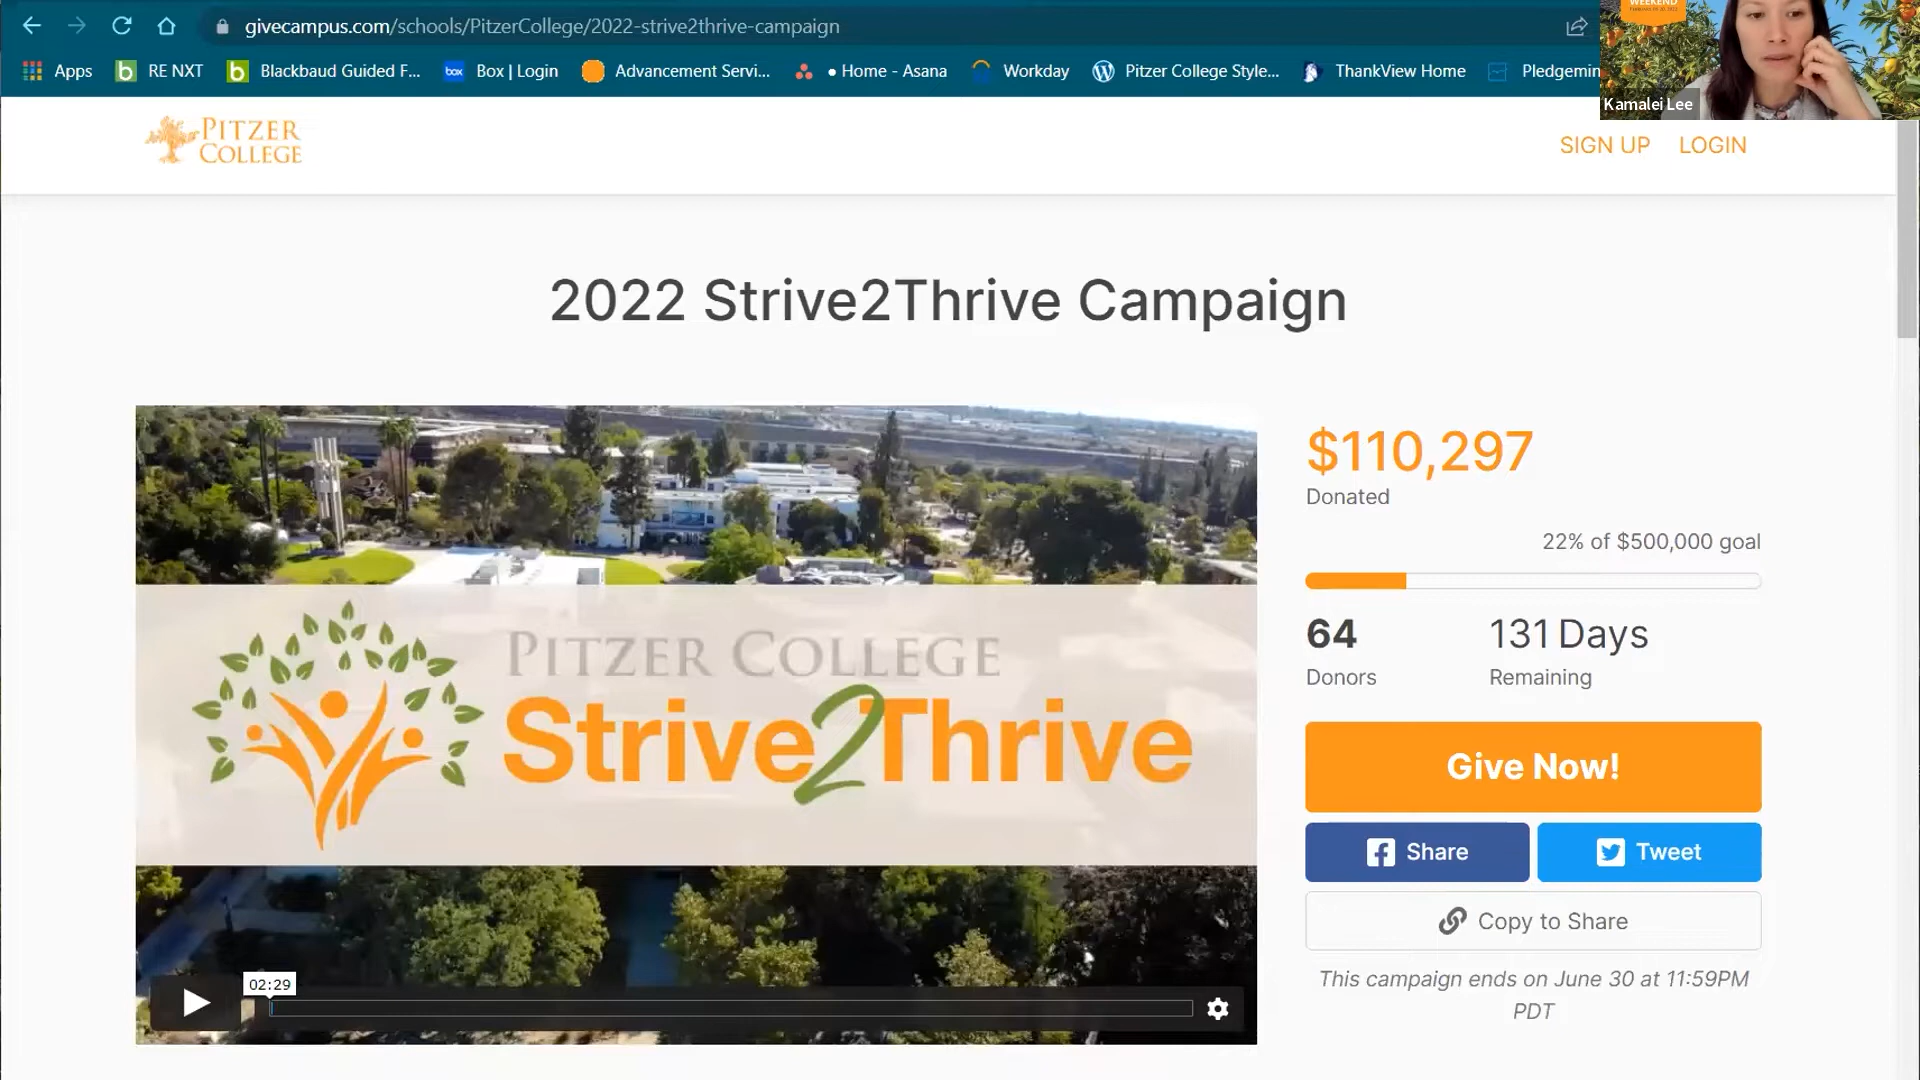 givecampus.com/schools/PitzerCollege/2022-strive2thrive-campaign
WEEKEND
Apps RE NXT Blackbaud Guided F... box Box | Login Advancement Servi... • Home - Asana Workday Pitzer College Style... ThankView Home Pledgemin
Kamalei Lee
PITZER
COLLEGE
SIGN UP LOGIN
2022 Strive2Thrive Campaign
PITZER COLLEGE
Strive2Thrive
02:29
$110,297
Donated
22% of $500,000 goal
64
Donors
131 Days
Remaining
Give Now!
Share
Tweet
Copy to Share
This campaign ends on June 30 at 11:59PM
PDT